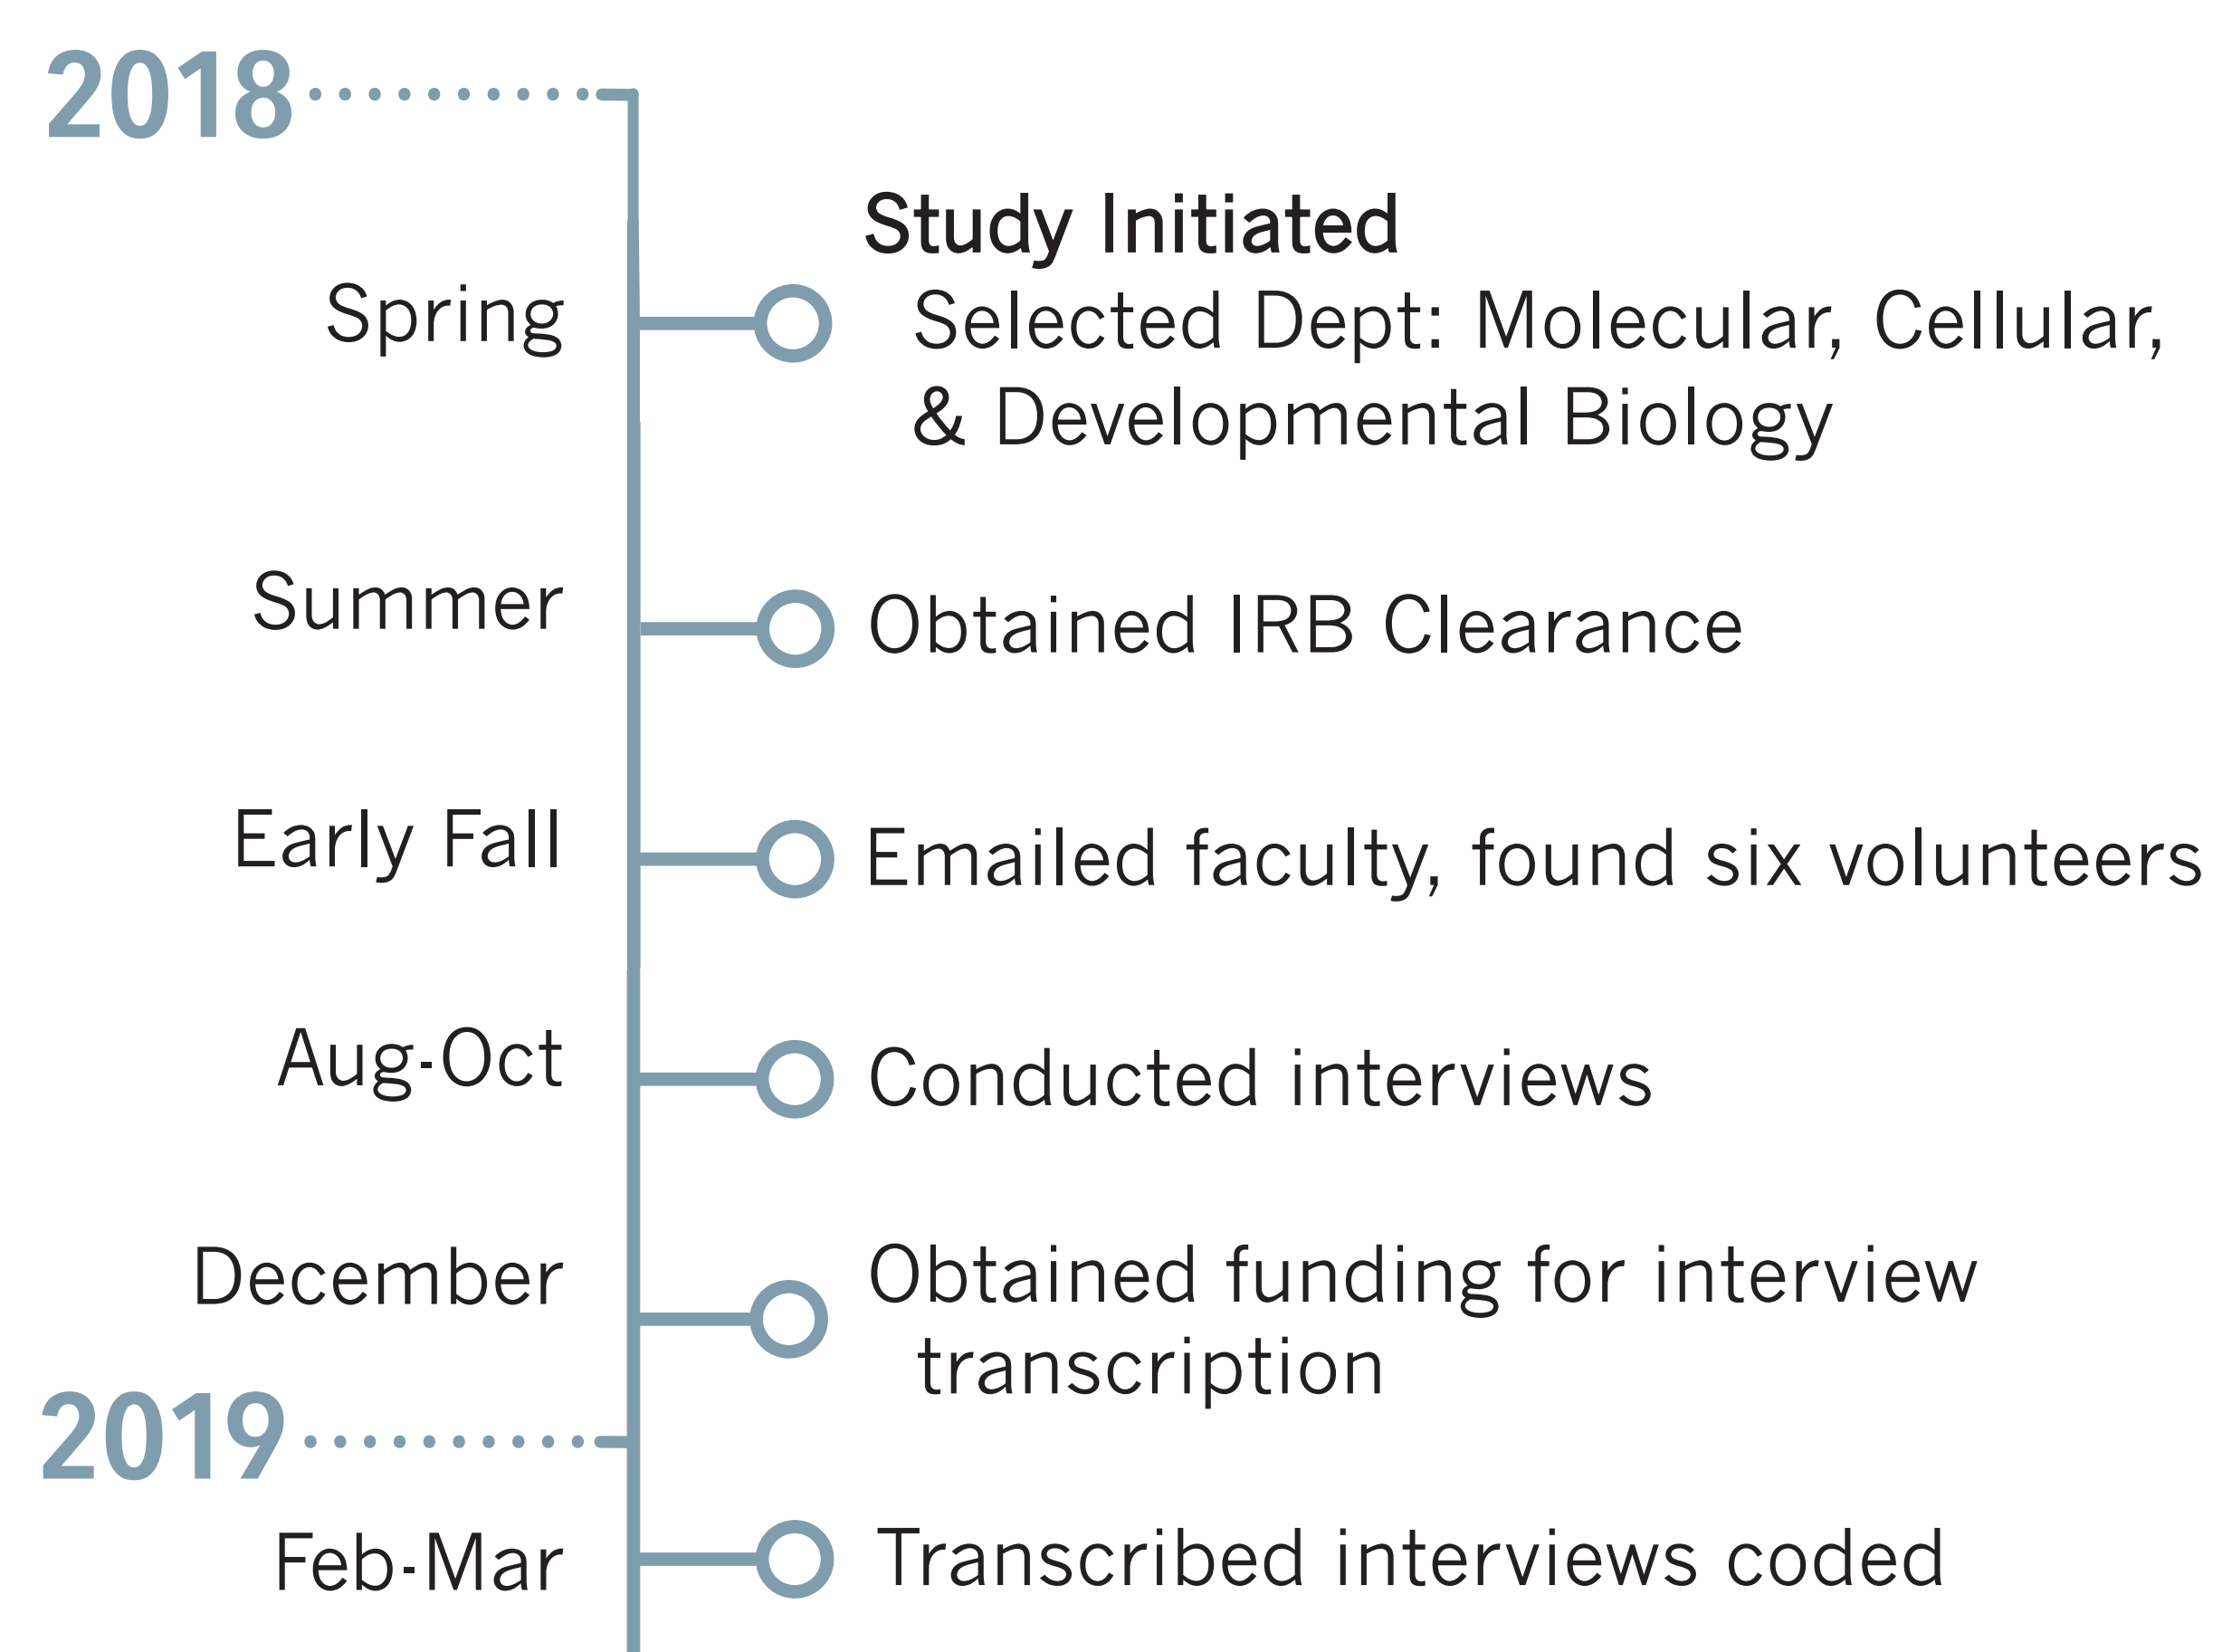 2018
Study Initiated
Spring
Selected Dept: Molecular, Cellular,
& Developmental Biology
Summer
Obtained IRB Clearance
Early Fall
Emailed faculty, found six volunteers
Aug-Oct
Conducted interviews
December
Obtained funding for interview
transcription
2019
Feb-Mar
Transcribed interviews coded